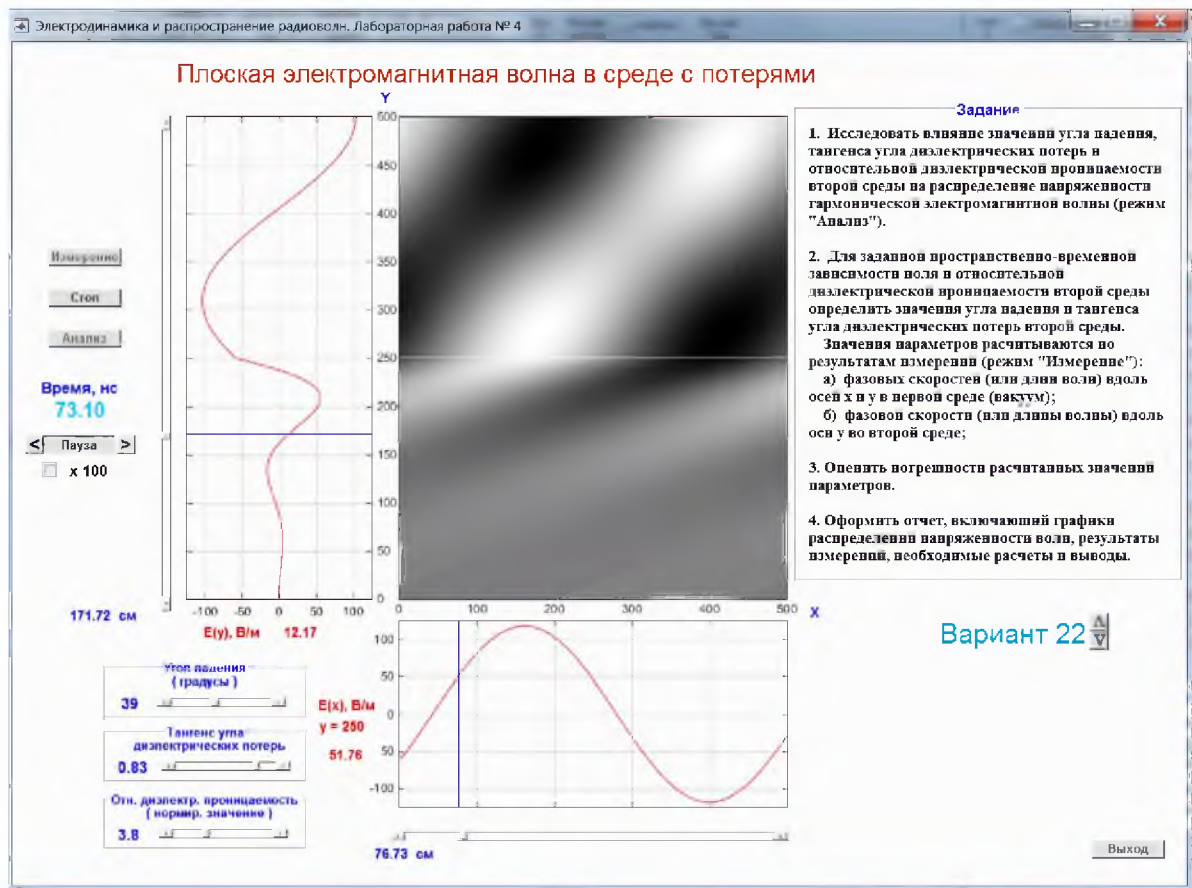 Электродинамика и распространение радиоволн. Лабораторная работа № 4
Плоская электромагнитная волна в среде с потерями
Y
500
450
400
350
300
250
200
150
100
50
0
-100 -50 0 50 100
E(y), В/м 12.17
0 100 200 300 400 500
X
Измерение
Стоп
Анализ
Время, нс
73.10
< Пауза >
x 100
171.72 см
Угол падения
( градусы )
39
Тангенс угла
диэлектрических потерь
0.83
Отн. диэлектр. проницаемость
( нормир. значение )
3.8
E(x), В/м
y = 250
51.76
100
50
0
50
-100
76.73 см
Задание
1. Исследовать влияние значений угла падения,
тангенса угла диэлектрических потерь и
относительной диэлектрической проницаемости
второй среды на распределение напряженности
гармонической электромагнитной волны (режим
"Анализ").
2. Для заданной пространственно-временной
зависимости поля и относительной
диэлектрической проницаемости второй среды
определить значения угла падения и тангенса
угла диэлектрических потерь второй среды.
Значения параметров расчитываются по
результатам измерений (режим "Измерение"):
а) фазовых скоростей (или длин волн) вдоль
осей x и y в первой среде (вакуум);
б) фазовой скорости (или длины волны) вдоль
оси y во второй среде;
3. Оценить погрешности расчитанных значений
параметров.
4. Оформить отчет, включающий графики
распределений напряженности волн, результаты
измерений, необходимые расчеты и выводы.
Вариант 22
Выход